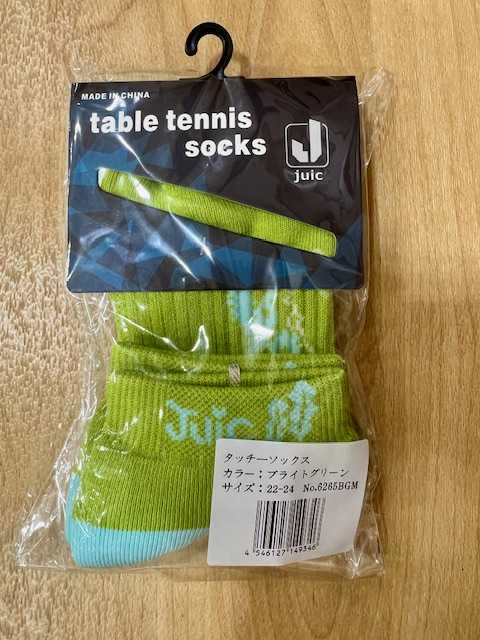 MADE IN CHINA
table tennis
socks
juic
Juic
タッチーソックス
カラー：ブライトグリーン
サイズ：22-24 No.6265BGM
4 546127 149346